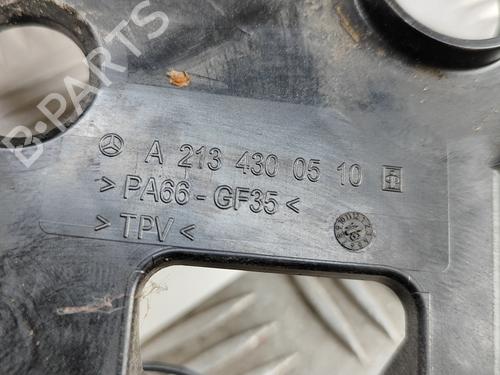 A 213 430 05 10
> PA66 - GF35 <
> TPV <
B-PARTS